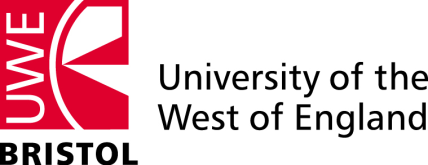 UWE
BRISTOL
University of the
West of England